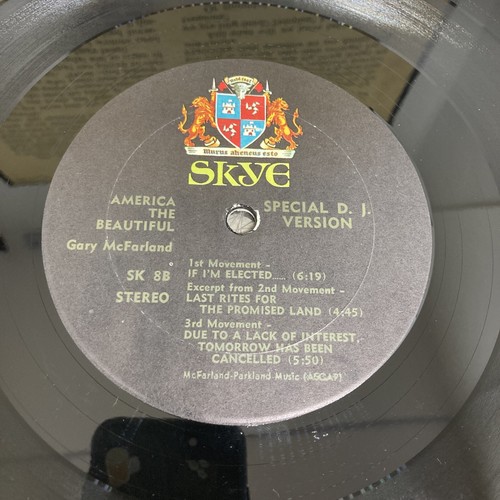 Murus aheneus esto
SKYE
AMERICA
THE
BEAUTIFUL
Gary McFarland
SK 8B
STEREO
SPECIAL D. J.
VERSION
1st Movement -
IF I'M ELECTED..... (6:19)
Excerpt from 2nd Movement -
LAST RITES FOR
THE PROMISED LAND (4:45)
3rd Movement -
DUE TO A LACK OF INTEREST,
TOMORROW HAS BEEN
CANCELLED (5:50)
McFarland-Parkland Music (ASCAP)